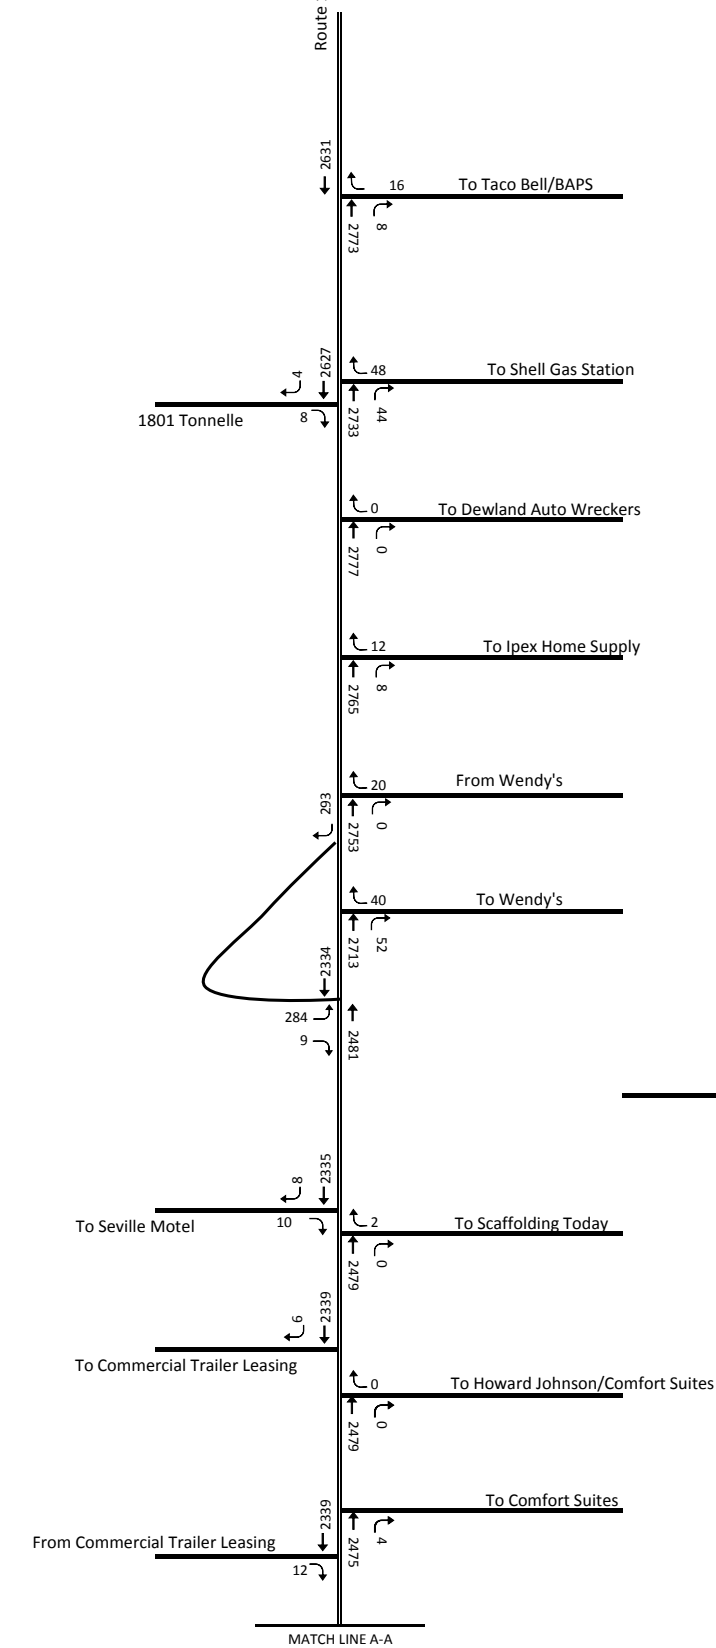 Route
2631
16
To Taco Bell/BAPS
2773
8
2627
4
48
To Shell Gas Station
8
1801 Tonnelle
2733
44
0
To Dewland Auto Wreckers
2777
0
12
To Ipex Home Supply
2765
8
20
From Wendy's
293
2753
0
40
To Wendy's
2713
52
2334
284
9
2481
2335
8
10
To Seville Motel
2
To Scaffolding Today
2479
0
2339
6
To Commercial Trailer Leasing
0
To Howard Johnson/Comfort Suites
2479
0
To Comfort Suites
2339
2475
4
From Commercial Trailer Leasing
12
MATCH LINE A-A